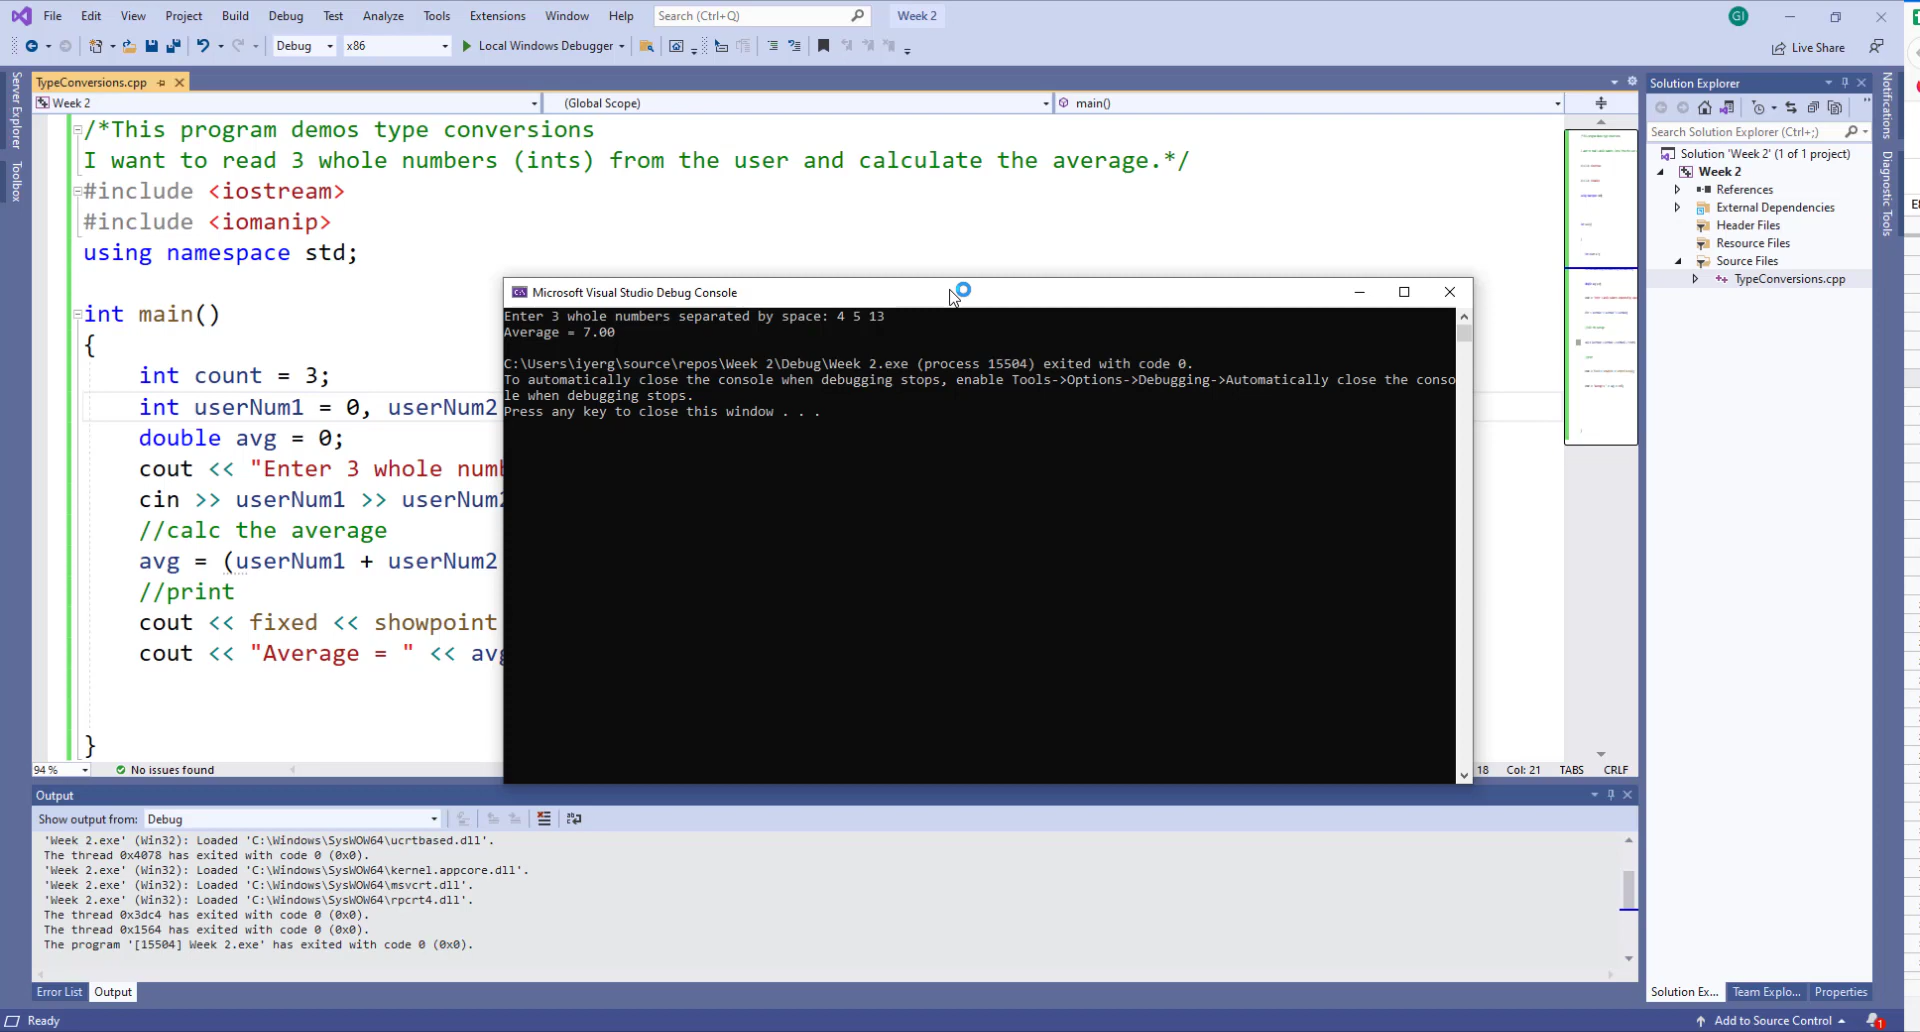 File Edit View Project Build Debug Test Analyze Tools Extensions Window Help Search (Ctrl+Q) Week 2 GI
Debug x86 Local Windows Debugger Live Share
Server Explorer
Toolbox
TypeConversions.cpp
Week 2 (Global Scope) main()
/*This program demos type conversions
I want to read 3 whole numbers (ints) from the user and calculate the average.*/
#include <iostream>
#include <iomanip>
using namespace std;
int main()
{
int count = 3;
int userNum1 = 0, userNum2
double avg = 0;
cout << "Enter 3 whole numb
cin >> userNum1 >> userNum2
//calc the average
avg = (userNum1 + userNum2
//print
cout << fixed << showpoint
cout << "Average = " << avg
}
94 % No issues found 18 Col: 21 TABS CRLF
Microsoft Visual Studio Debug Console
Enter 3 whole numbers separated by space: 4 5 13
Average = 7.00
C:\Users\iyerg\source\repos\Week 2\Debug\Week 2.exe (process 15504) exited with code 0.
To automatically close the console when debugging stops, enable Tools->Options->Debugging->Automatically close the conso
le when debugging stops.
Press any key to close this window . . .
Output
Show output from: Debug
'Week 2.exe' (Win32): Loaded 'C:\Windows\SysWOW64\ucrtbased.dll'.
The thread 0x4078 has exited with code 0 (0x0).
'Week 2.exe' (Win32): Loaded 'C:\Windows\SysWOW64\kernel.appcore.dll'.
'Week 2.exe' (Win32): Loaded 'C:\Windows\SysWOW64\msvcrt.dll'.
'Week 2.exe' (Win32): Loaded 'C:\Windows\SysWOW64\rpcrt4.dll'.
The thread 0x3dc4 has exited with code 0 (0x0).
The thread 0x1564 has exited with code 0 (0x0).
The program '[15504] Week 2.exe' has exited with code 0 (0x0).
Error List Output
Solution Explorer
Search Solution Explorer (Ctrl+;)
Solution 'Week 2' (1 of 1 project)
Week 2
References
External Dependencies
Header Files
Resource Files
Source Files
TypeConversions.cpp
Solution Ex... Team Explo... Properties
Notifications
Diagnostic Tools
Ready Add to Source Control 1